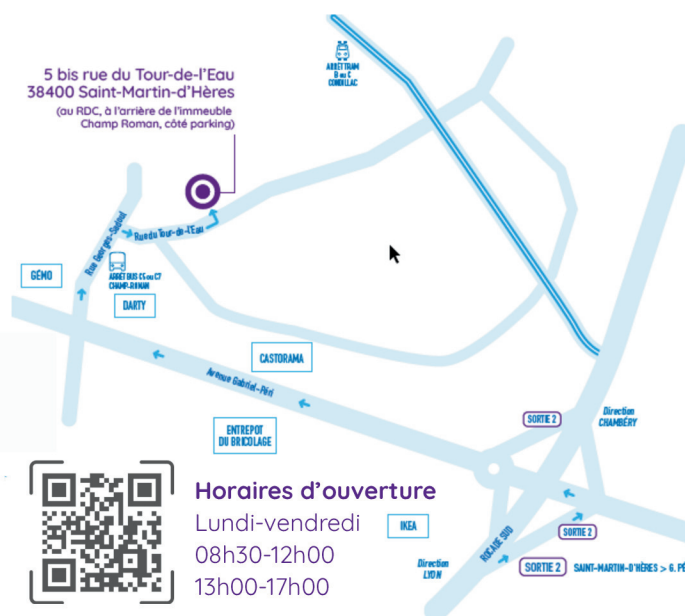 5 bis rue du Tour-de-l'Eau
38400 Saint-Martin-d'Hères
(au RDC, à l'arrière de l'immeuble
Champ Roman, côté parking)
ARRÊT TRAM
B ou C
CONDILLAC
Rue Georges-Sadoul
Rue du Tour-de-l'Eau
ARRÊT BUS C5 ou C7
CHAMP-ROMAN
GÉMO
DARTY
CASTORAMA
Avenue Gabriel-Péri
ENTREPOT
DU BRICOLAGE
SORTIE 2
Direction
CHAMBÉRY
Horaires d'ouverture
Lundi-vendredi
08h30-12h00
13h00-17h00
IKEA
ROCADE SUD
SORTIE 2
Direction
LYON
SORTIE 2
SAINT-MARTIN-D'HÈRES > G. PÉ